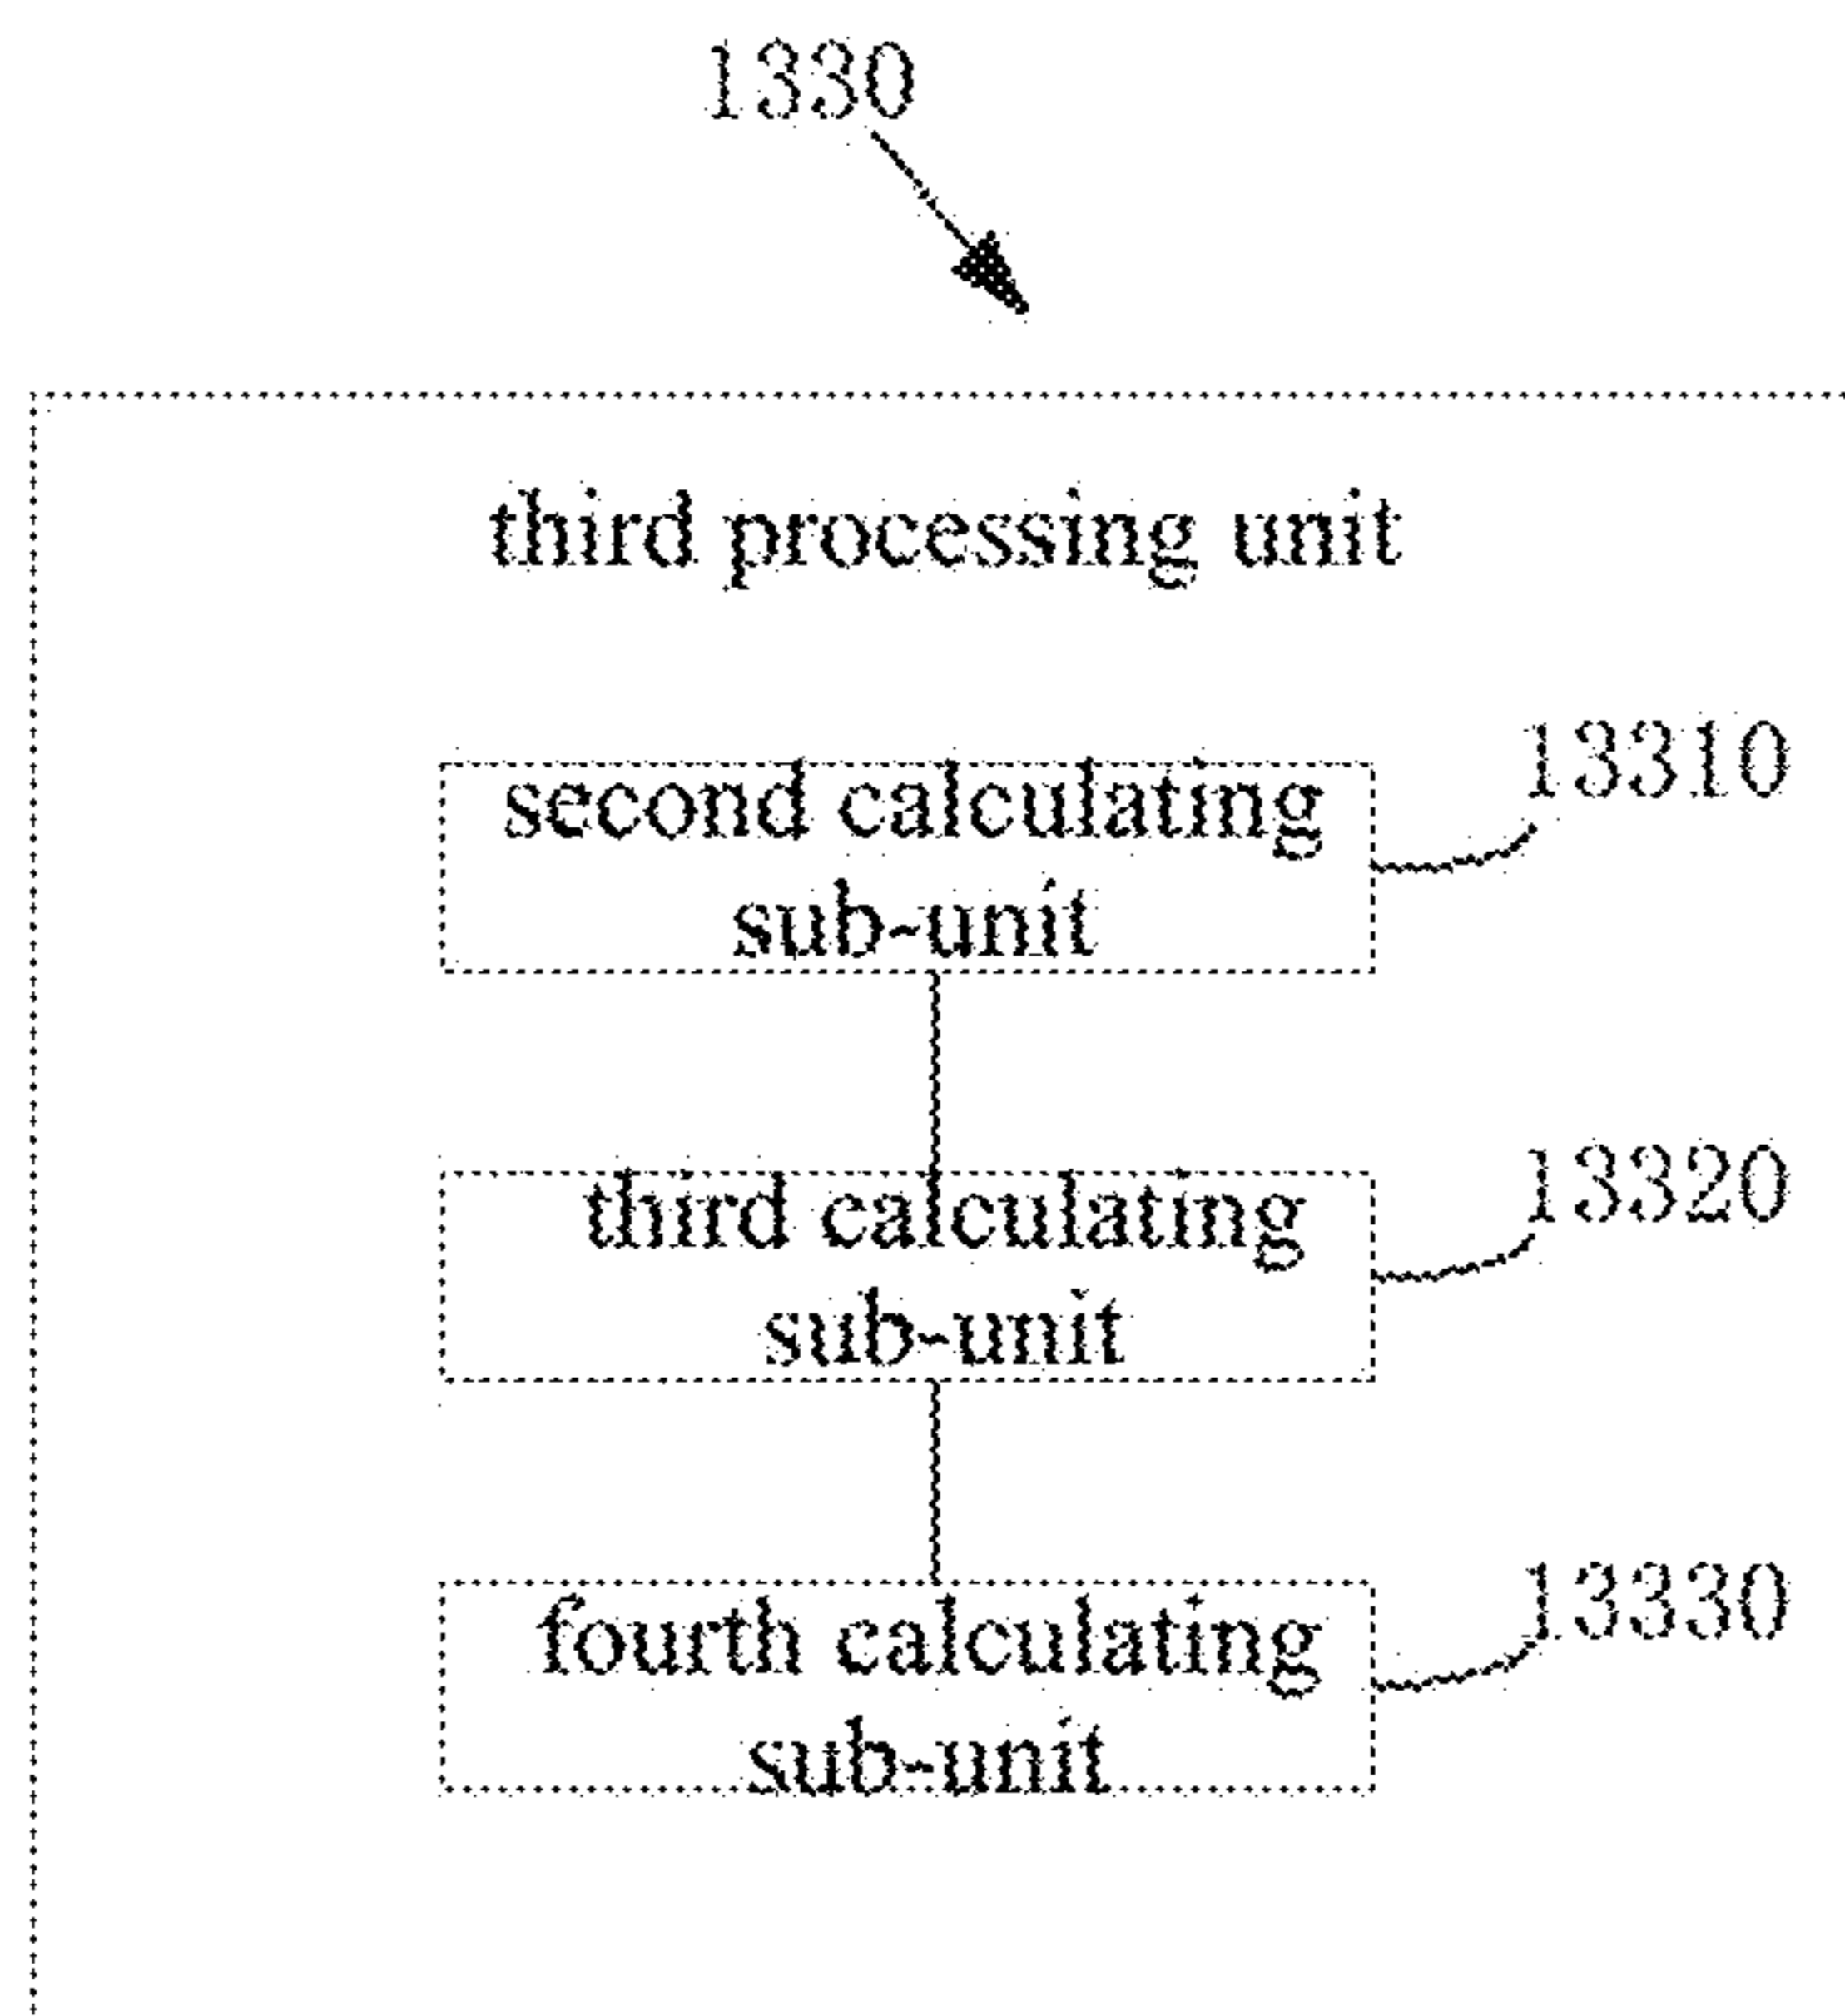 1330
third processing unit
second calculating
sub-unit
13310
third calculating
sub-unit
13320
fourth calculating
sub-unit
13330